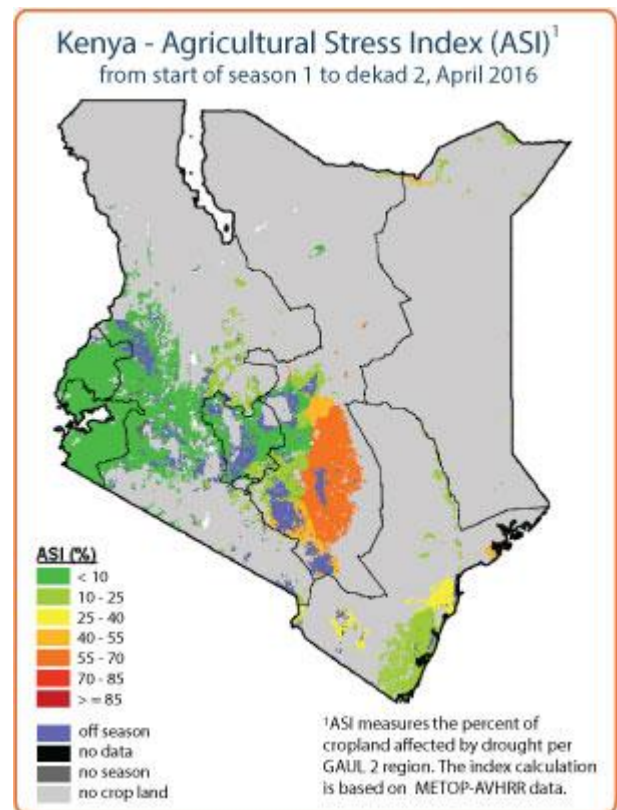 Kenya - Agricultural Stress Index (ASI)¹
from start of season 1 to dekad 2, April 2016
ASI (%)
< 10
10 - 25
25 - 40
40 - 55
55 - 70
70 - 85
> = 85
off season
no data
no season
no crop land
¹ASI measures the percent of
cropland affected by drought per
GAUL 2 region. The index calculation
is based on METOP-AVHRR data.